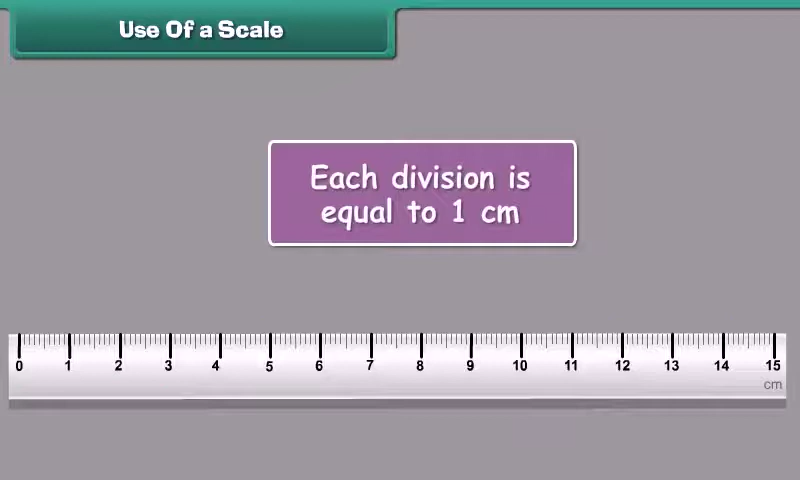 Use Of a Scale
Each division is
equal to 1 cm
0 1 2 3 4 5 6 7 8 9 10 11 12 13 14 15
cm